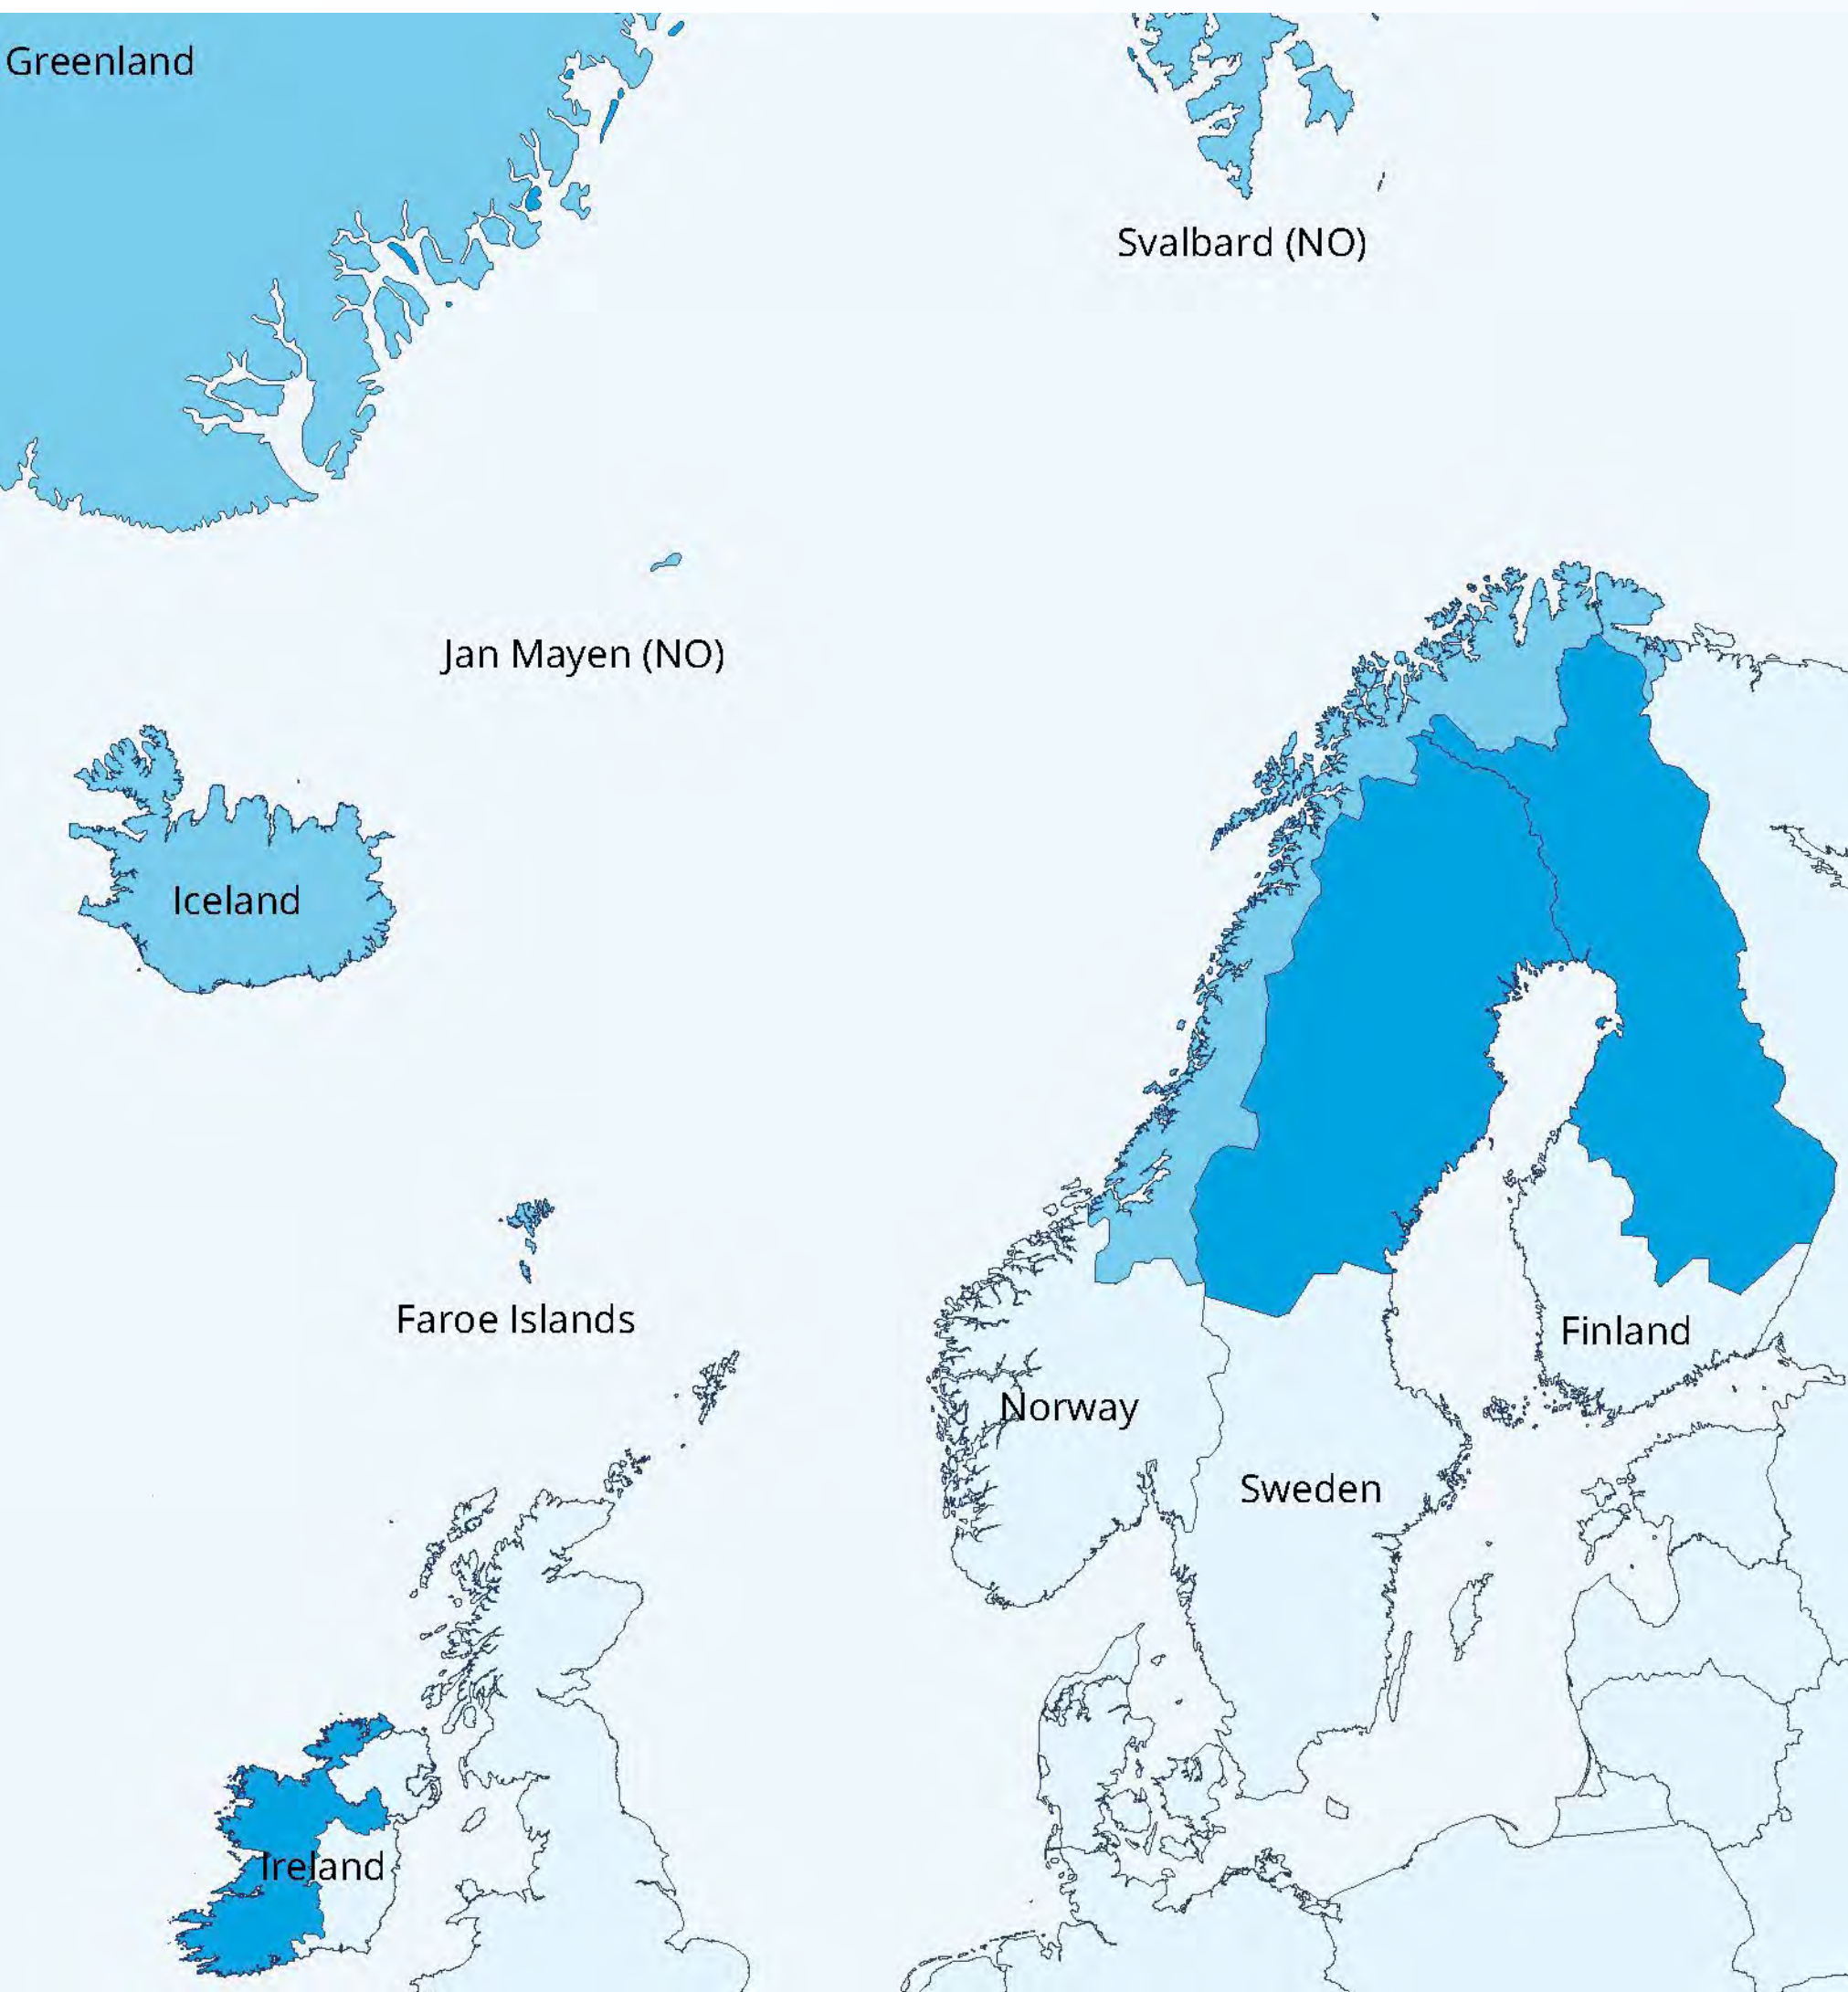 Greenland
Svalbard (NO)
Jan Mayen (NO)
Iceland
Faroe Islands
Finland
Norway
Sweden
Ireland